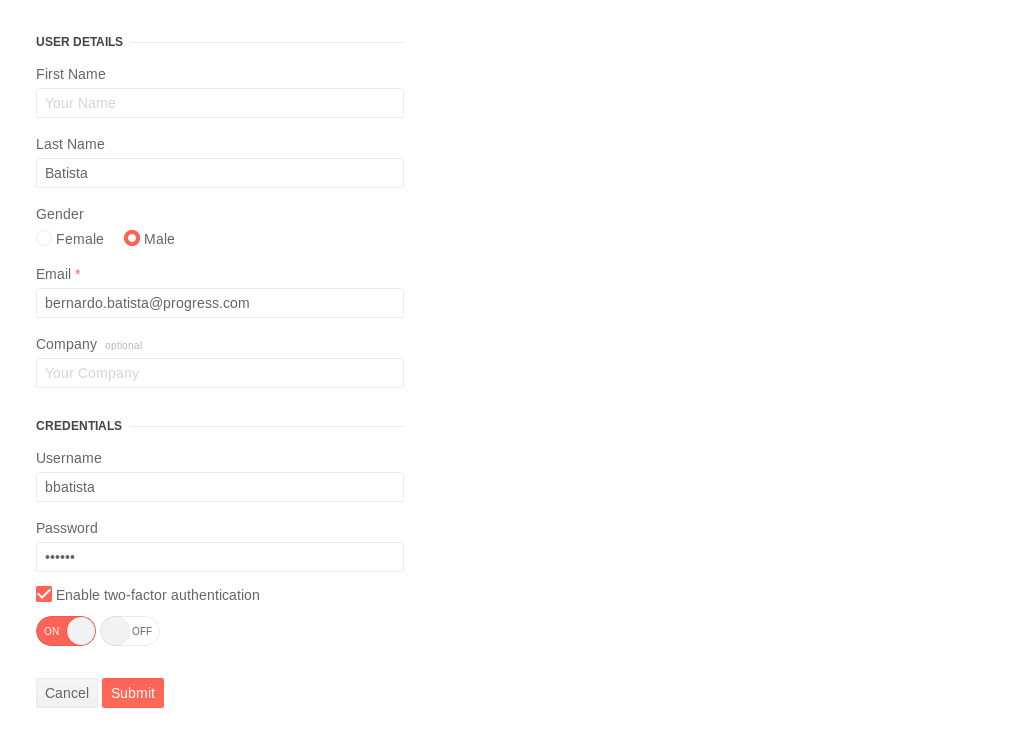 USER DETAILS
First Name
Your Name
Last Name
Batista
Gender
Female Male
Email *
bernardo.batista@progress.com
Company optional
Your Company
CREDENTIALS
Username
bbatista
Password
••••••
Enable two-factor authentication
ON OFF
Cancel Submit